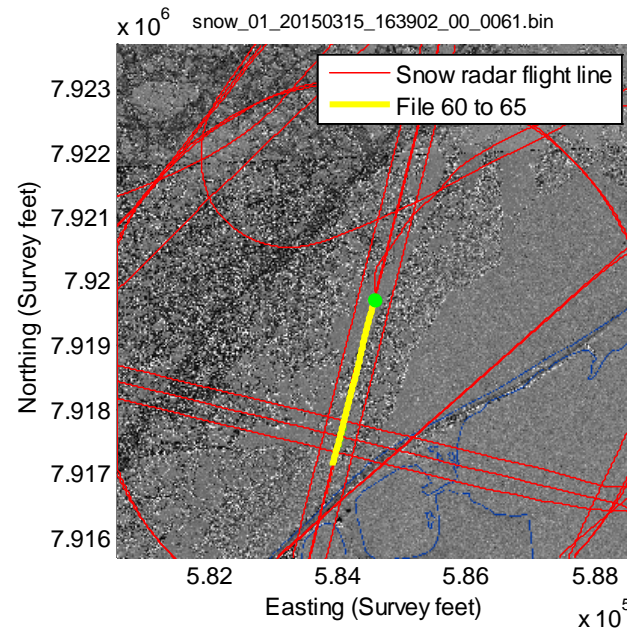 x 10^6
snow_01_20150315_163902_00_0061.bin
Snow radar flight line
File 60 to 65
7.923
7.922
7.921
7.92
7.919
7.918
7.917
7.916
Northing (Survey feet)
5.82
5.84
5.86
5.88
Easting (Survey feet)
x 10^5